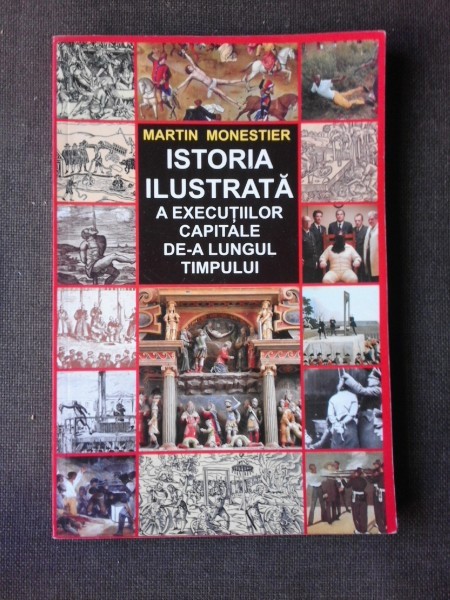 MARTIN MONESTIER
ISTORIA
ILUSTRATĂ
A EXECUȚIILOR
CAPITALE
DE-A LUNGUL
TIMPULUI